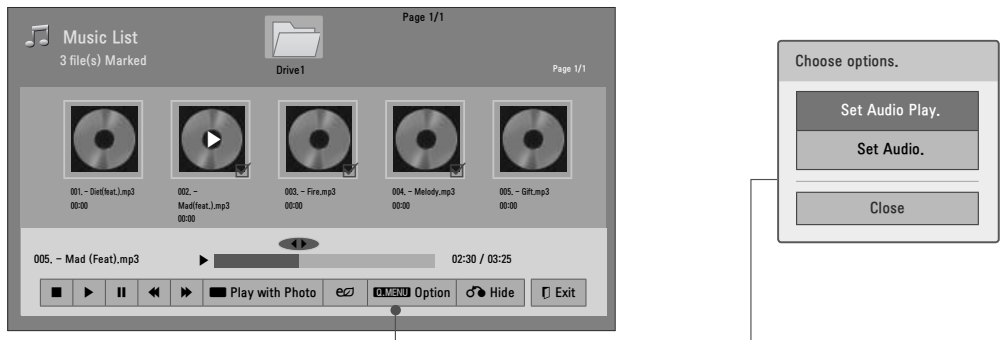 Page 1/1
Music List
3 file(s) Marked
Drive1
Page 1/1
001. - Diet(feat.).mp3
00:00
002. -
Mad(feat.).mp3
00:00
003. - Fire.mp3
00:00
004. - Melody.mp3
00:00
005. - Gift.mp3
00:00
005. - Mad (Feat).mp3
02:30 / 03:25
Play with Photo
e
Q.MENU Option
Hide
Exit
Choose options.
Set Audio Play.
Set Audio.
Close